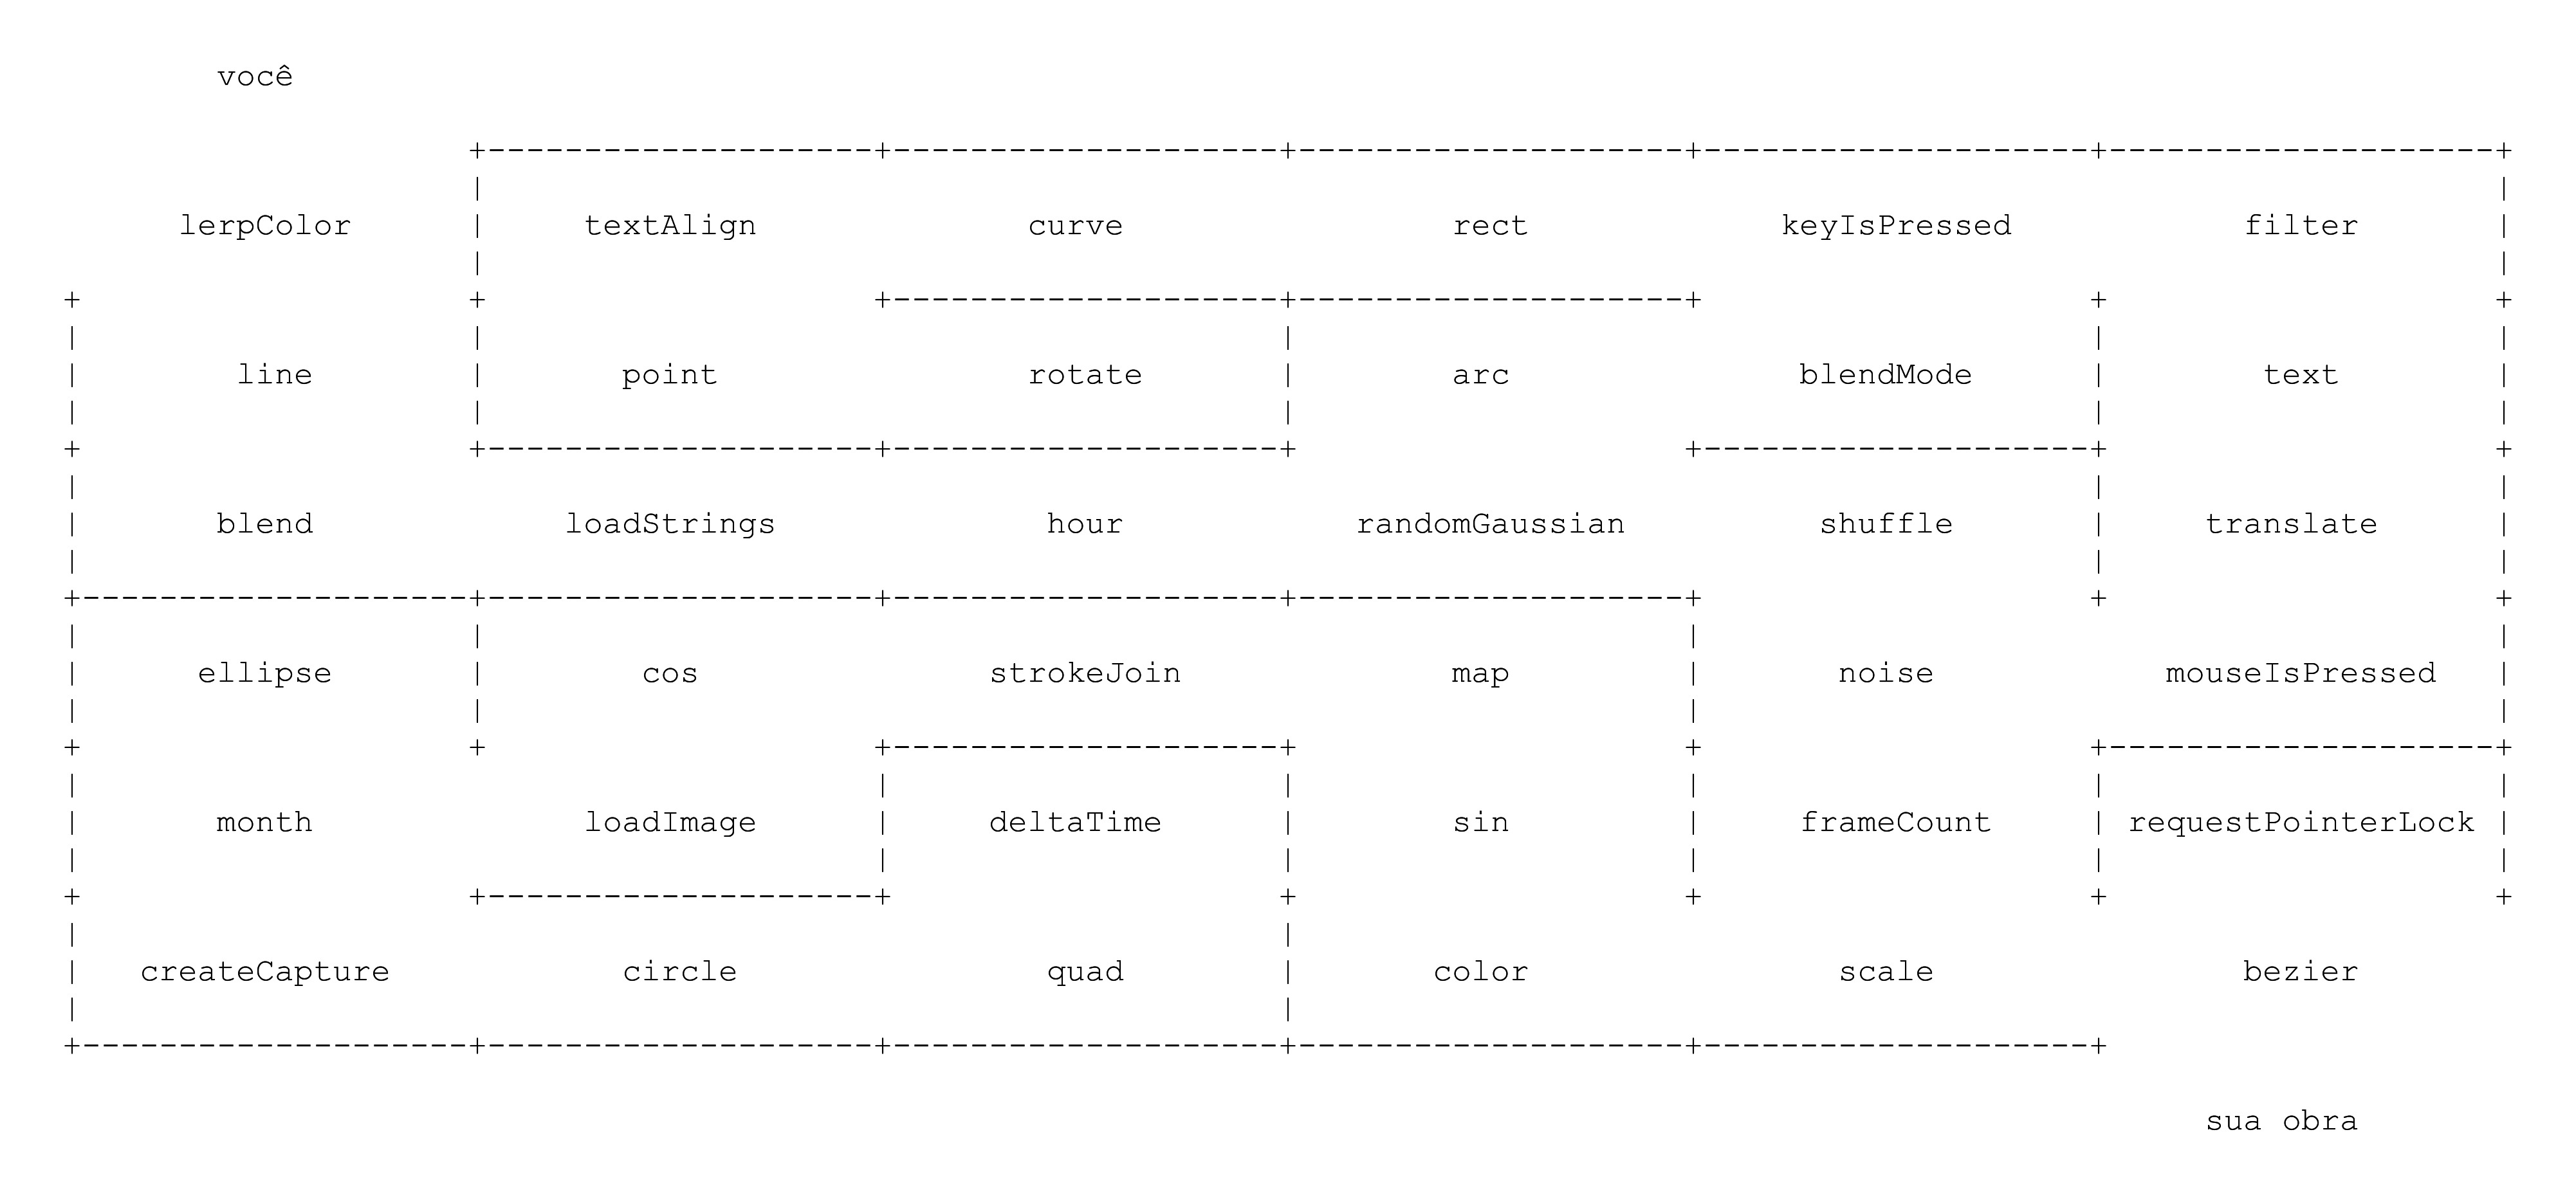 você
lerpColor textAlign curve rect keyIsPressed filter
line point rotate arc blendMode text
blend loadStrings hour randomGaussian shuffle translate
ellipse cos strokeJoin map noise mouseIsPressed
month loadImage deltaTime sin frameCount requestPointerLock
createCapture circle quad color scale bezier
sua obra